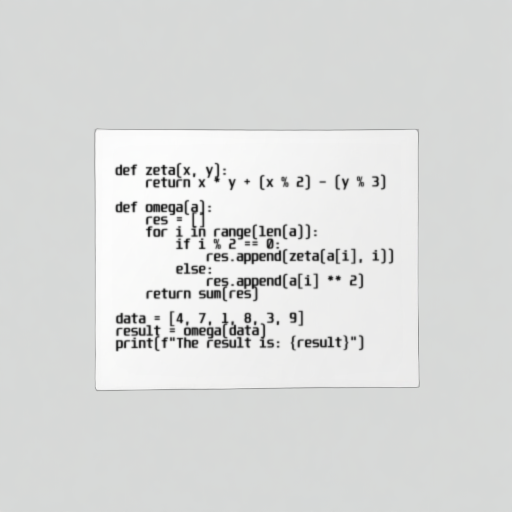 def zeta(x, y):
    return x * y + (x % 2) - (y % 3)

def omega(a):
    res = []
    for i in range(len(a)):
        if i % 2 == 0:
            res.append(zeta(a[i], i))
        else:
            res.append(a[i] ** 2)
    return sum(res)

data = [4, 7, 1, 8, 3, 9]
result = omega(data)
print(f"The result is: {result}")